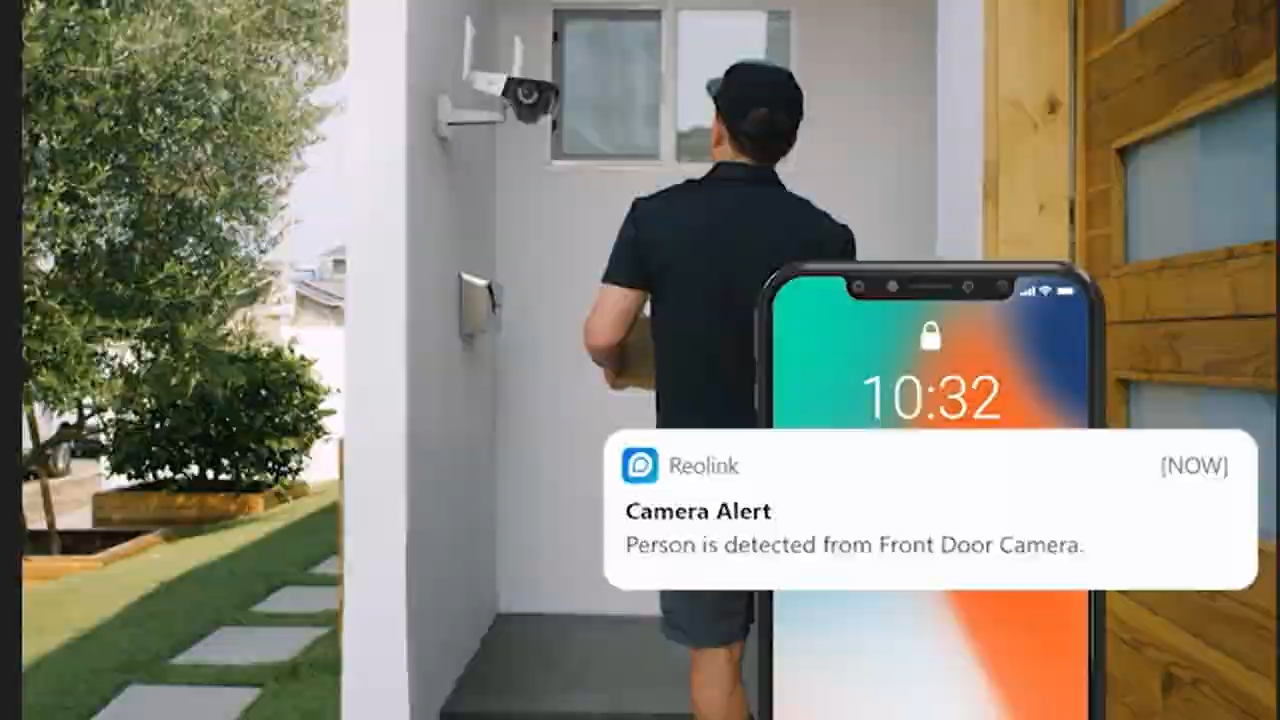 10:32
Reolink [NOW]
Camera Alert
Person is detected from Front Door Camera.